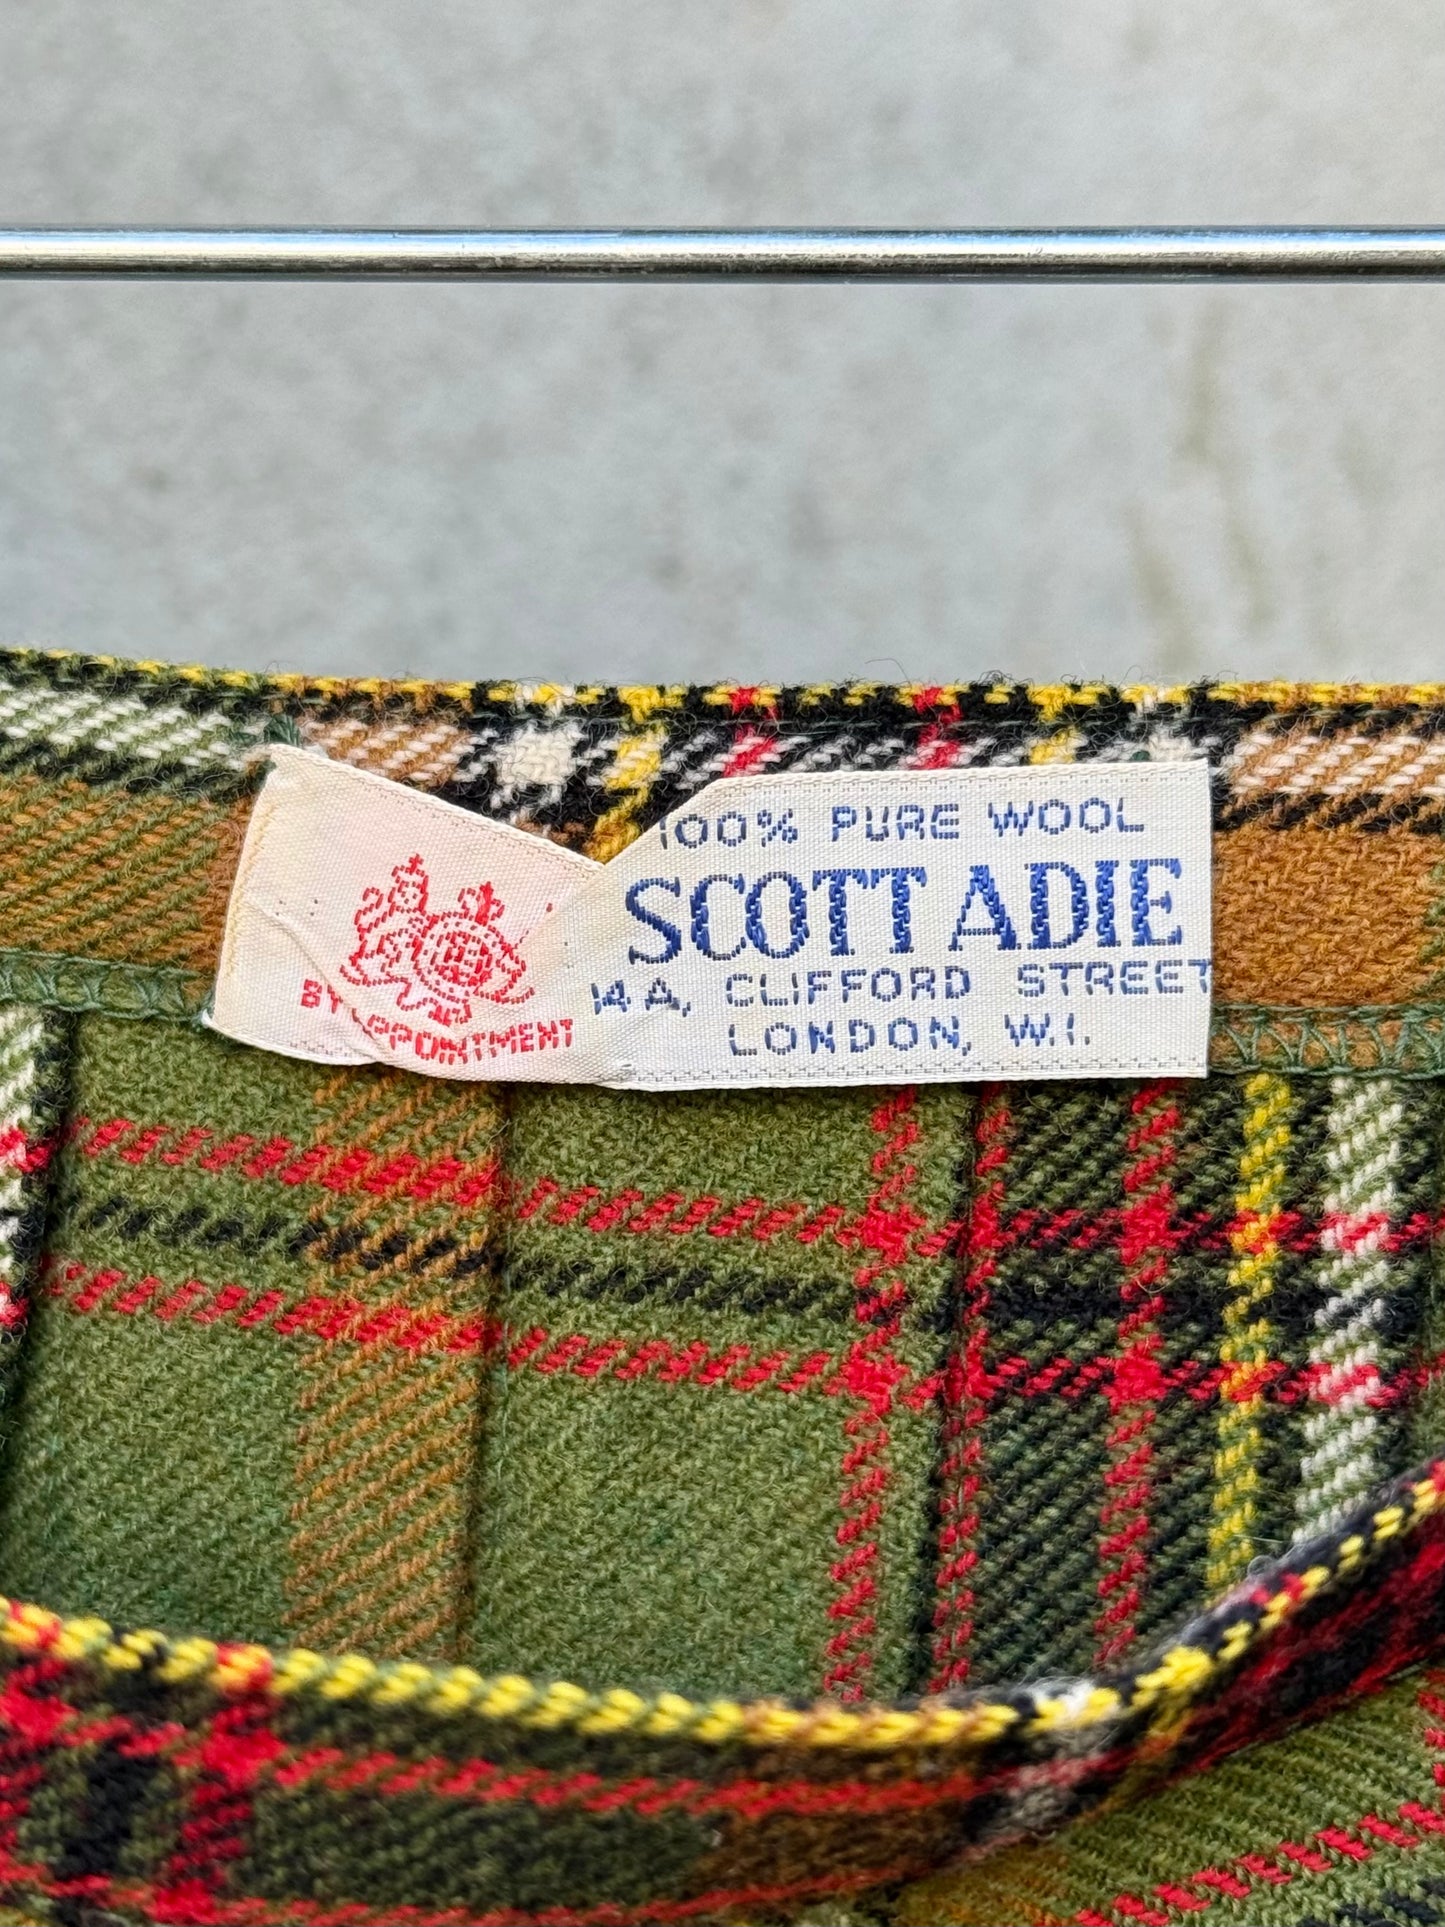 BY APPOINTMENT
100% PURE WOOL
SCOTT ADIE
14A, CLIFFORD STREET
LONDON, W.1.